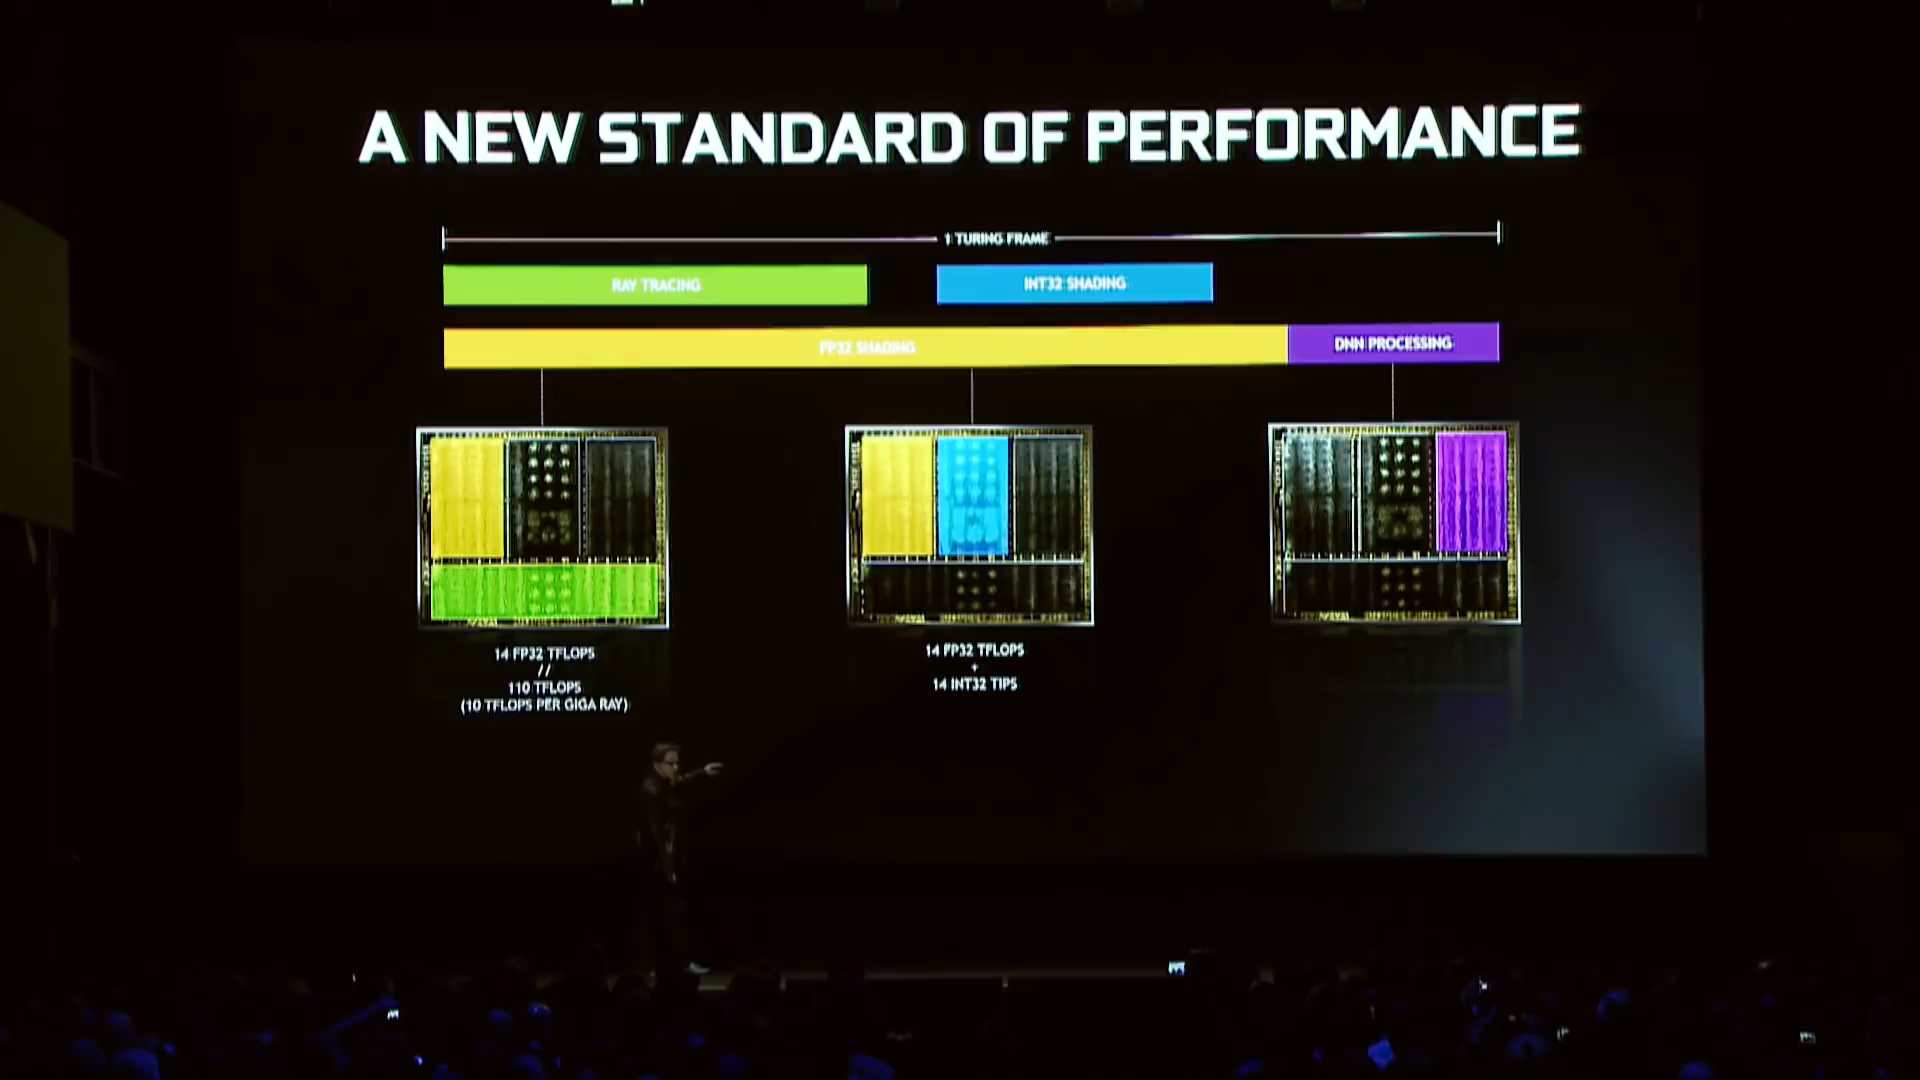 A NEW STANDARD OF PERFORMANCE
1 TURING FRAME
RAY TRACING
INT32 SHADING
FP32 SHADING
DNN PROCESSING
14 FP32 TFLOPS
//
110 TFLOPS
(10 TFLOPS PER GIGA RAY)
14 FP32 TFLOPS
+
14 INT32 TIPS